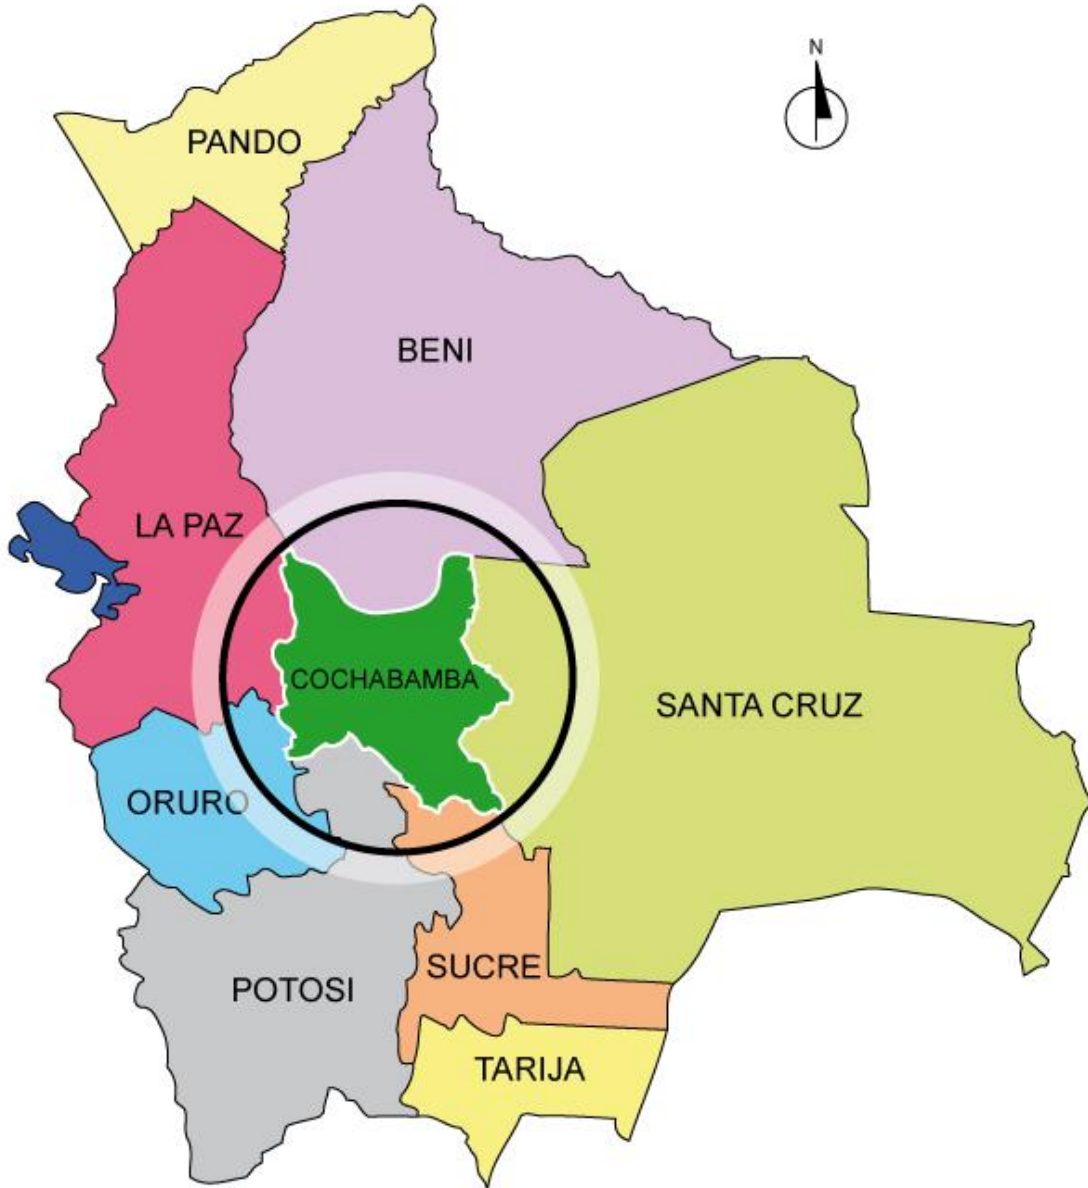 N
PANDO
BENI
LA PAZ
COCHABAMBA
SANTA CRUZ
ORURO
SUCRE
POTOSI
TARIJA